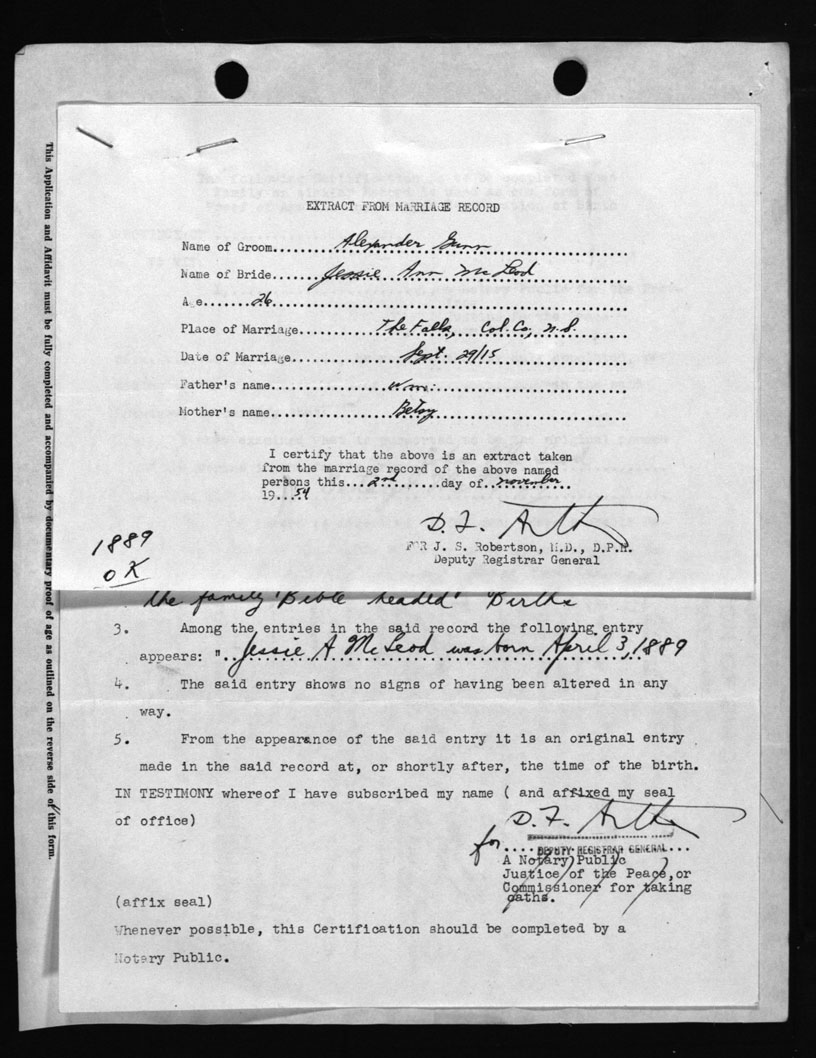 This Application and Affidavit must be fully completed and accompanied by documentary proof of age as outlined on the reverse side of this form.
EXTRACT FROM MARRIAGE RECORD
Name of Groom Alexander Gunn
Name of Bride Jessie Ann McLeod
Age 26
Place of Marriage The Falls, Col. Co, N.S.
Date of Marriage Sept. 29/15
Father's name Wm.
Mother's name Betsy
I certify that the above is an extract taken
from the marriage record of the above named
persons this 2nd day of November
19 54
D. F.
FOR J. S. Robertson, M.D., D.P.H.
Deputy Registrar General
1889
OK
the family Bible headed "Births
3. Among the entries in the said record the following entry
appears: " Jessie A McLeod was born April 3, 1889
4. The said entry shows no signs of having been altered in any
way.
5. From the appearance of the said entry it is an original entry
made in the said record at, or shortly after, the time of the birth.
IN TESTIMONY whereof I have subscribed my name ( and affixed my seal
of office)
D. F.
for DEPUTY REGISTRAR GENERAL
A Notary Public
Justice of the Peace, or
Commissioner for taking
oaths.
(affix seal)
Whenever possible, this Certification should be completed by a
Notary Public.